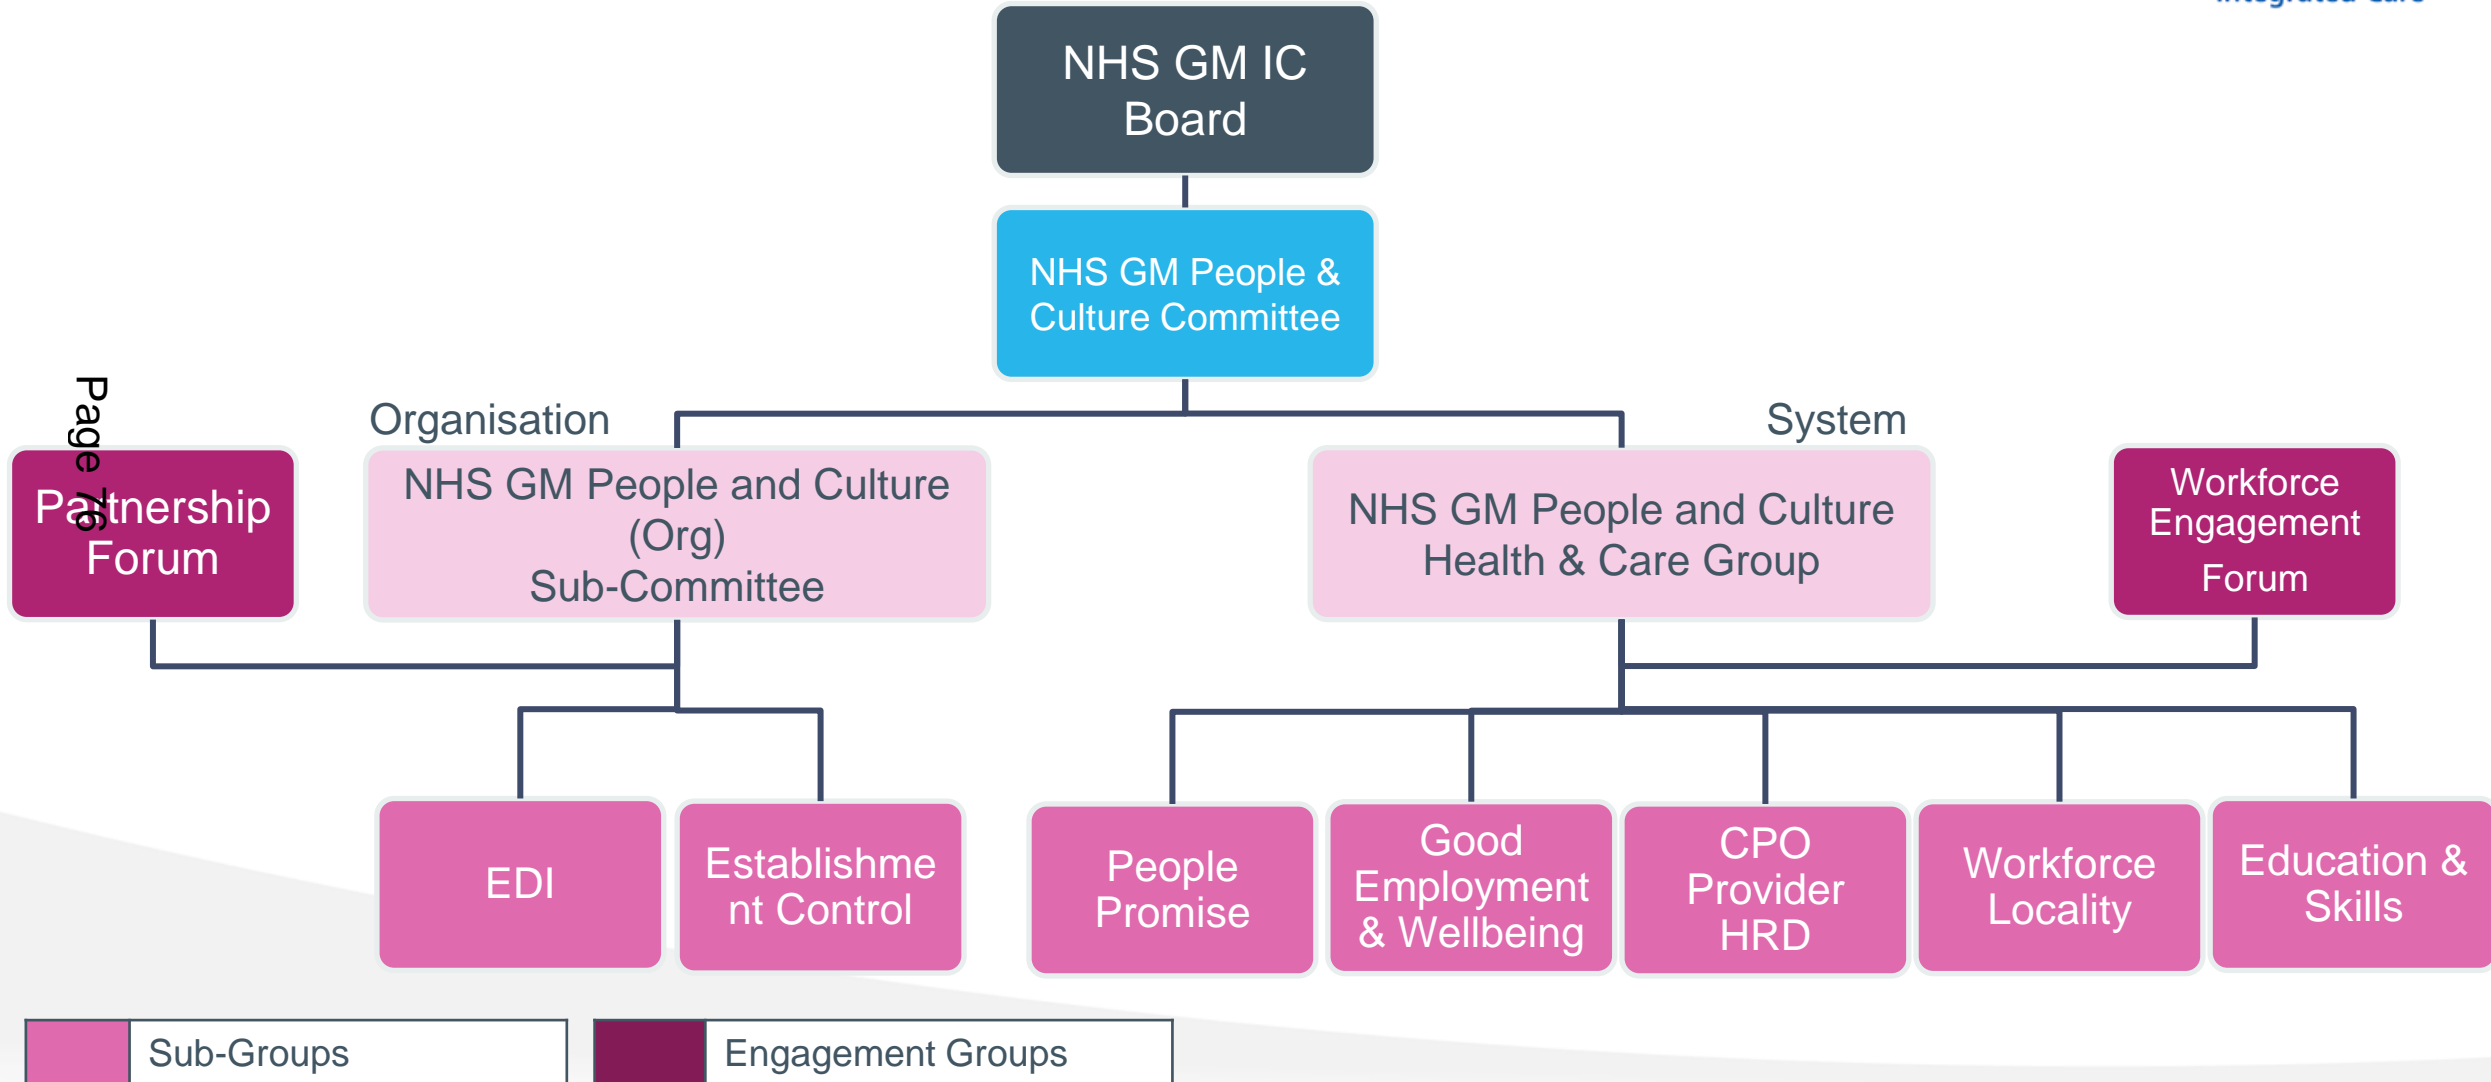 NHS GM IC
Board
NHS GM People &
Culture Committee
Organisation
System
Page 76
Partnership
Forum
NHS GM People and Culture
(Org)
Sub-Committee
NHS GM People and Culture
Health & Care Group
Workforce
Engagement
Forum
EDI
Establishme
nt Control
People
Promise
Good
Employment
& Wellbeing
CPO
Provider
HRD
Workforce
Locality
Education &
Skills
Sub-Groups
Engagement Groups